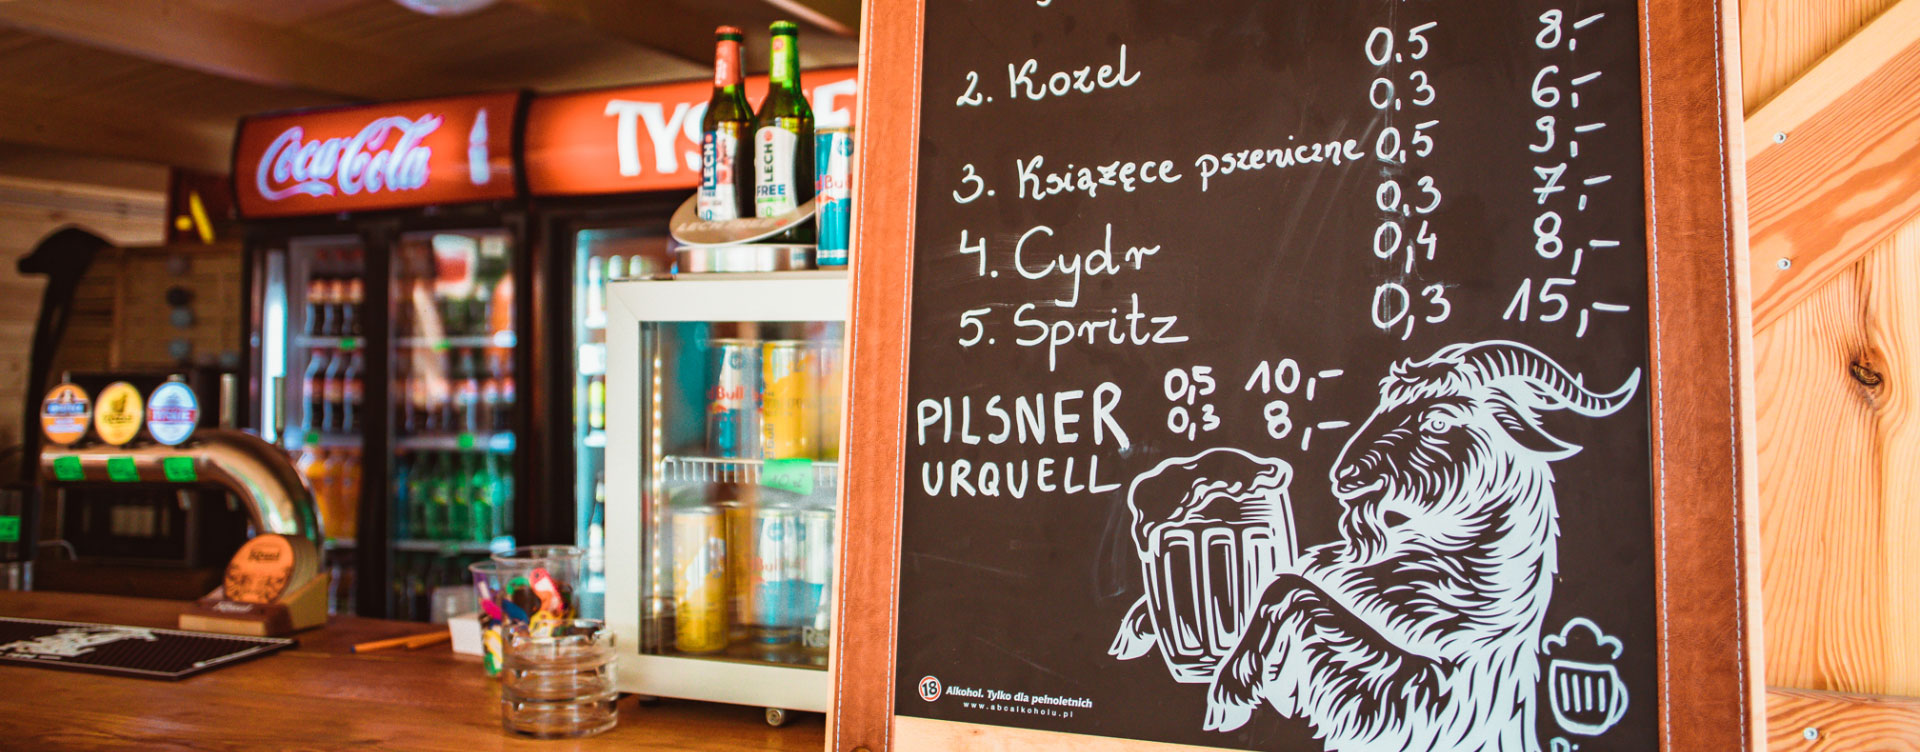 Coca-Cola
TYSKIE
LECH
LECH
FREE
0.5 8,-
2. Kozel 0.3 6,-
3. Książęce pszeniczne 0,5 9,-
0,3 7,-
4. Cydr 0,4 8,-
5. Spritz 0,3 15,-
PILSNER 0,5 10,-
URQUELL 0,3 8,-
18 Alkohol. Tylko dla pełnoletnich
www.abcalkoholu.pl